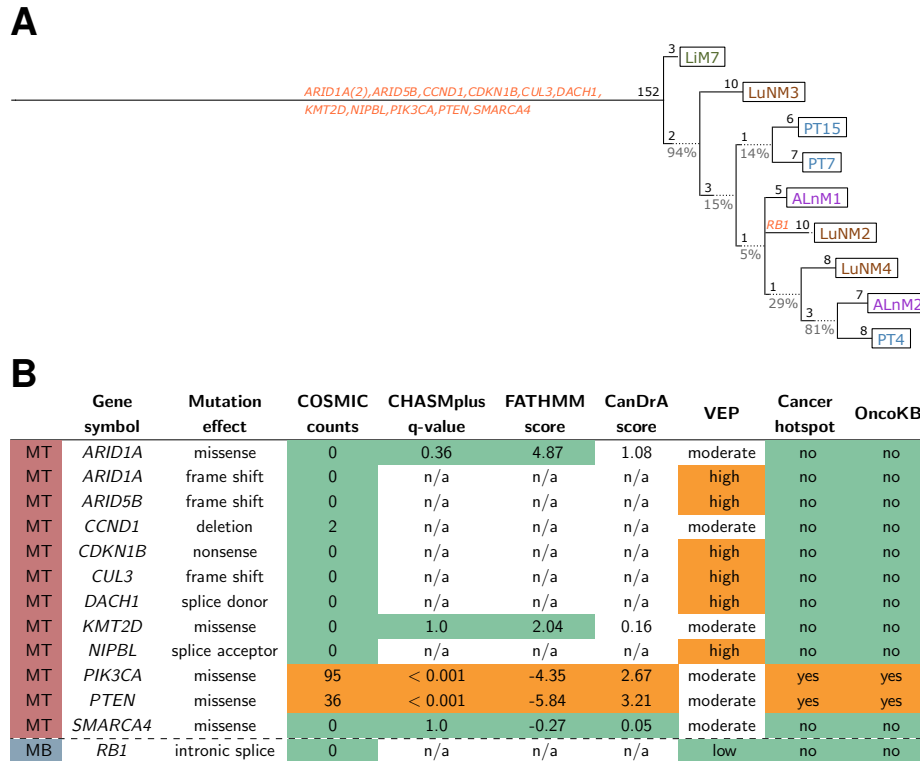 A
3
LiM7
ARID1A(2),ARID5B,CCND1,CDKN1B,CUL3,DACH1,
152
KMT2D,NIPBL,PIK3CA,PTEN,SMARCA4
10
LuNM3
6
PT15
2
1
94%
14%
7
PT7
3
5
ALnM1
15%
RB1 10
LuNM2
1
5%
8
LuNM4
1
29%
7
ALnM2
3
81%
8
PT4
B
Gene Mutation COSMIC CHASMplus FATHMM CanDrA VEP Cancer OncoKB
symbol effect counts q-value score score hotspot
MT ARID1A missense 0 0.36 4.87 1.08 moderate no no
MT ARID1A frame shift 0 n/a n/a n/a high no no
MT ARID5B frame shift 0 n/a n/a n/a high no no
MT CCND1 deletion 2 n/a n/a n/a moderate no no
MT CDKN1B nonsense 0 n/a n/a n/a high no no
MT CUL3 frame shift 0 n/a n/a n/a high no no
MT DACH1 splice donor 0 n/a n/a n/a high no no
MT KMT2D missense 0 1.0 2.04 0.16 moderate no no
MT NIPBL splice acceptor 0 n/a n/a n/a high no no
MT PIK3CA missense 95 < 0.001 -4.35 2.67 moderate yes yes
MT PTEN missense 36 < 0.001 -5.84 3.21 moderate yes yes
MT SMARCA4 missense 0 1.0 -0.27 0.05 moderate no no
MB RB1 intronic splice 0 n/a n/a n/a low no no